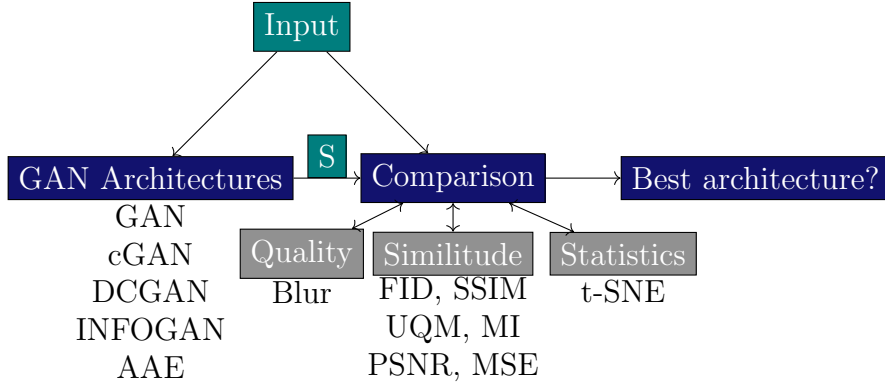 Input
S
GAN Architectures
Comparison
Best architecture?
GAN
cGAN
DCGAN
INFOGAN
AAE
Quality
Blur
Similitude
FID, SSIM
UQM, MI
PSNR, MSE
Statistics
t-SNE